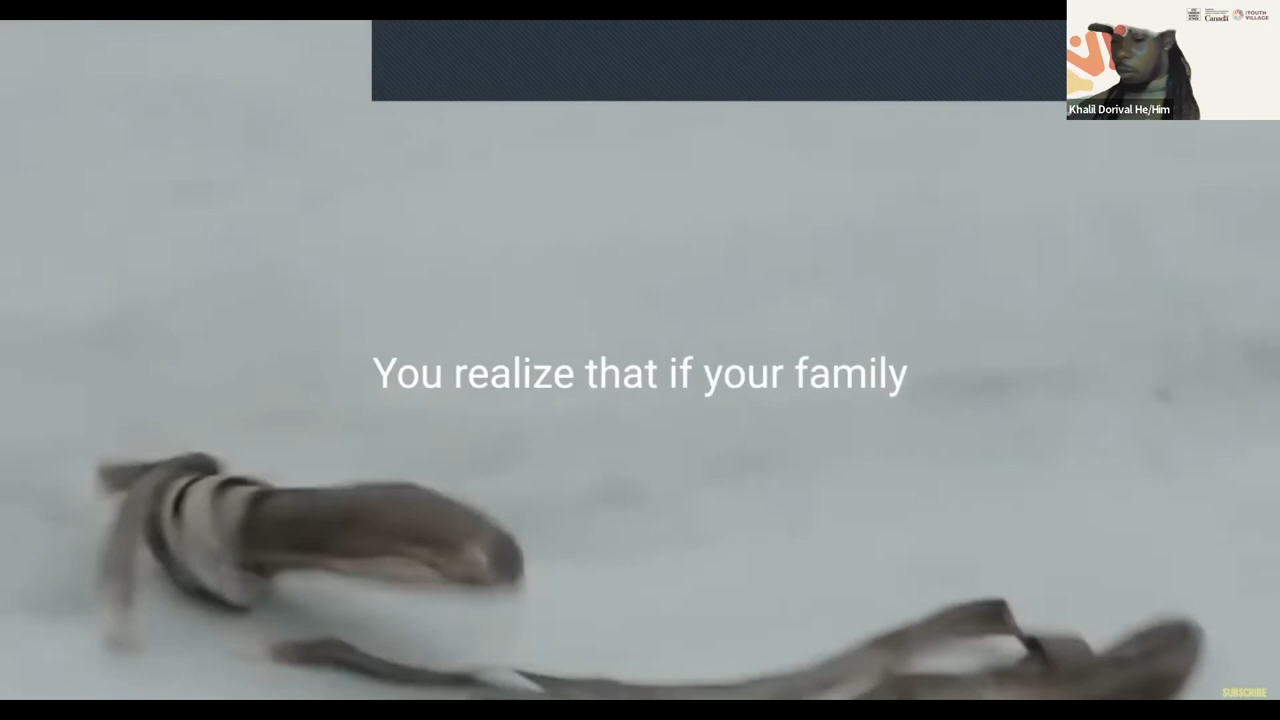 Canada
YOUTH
VILLAGE
Khalil Dorival He/Him
You realize that if your family
SUBSCRIBE